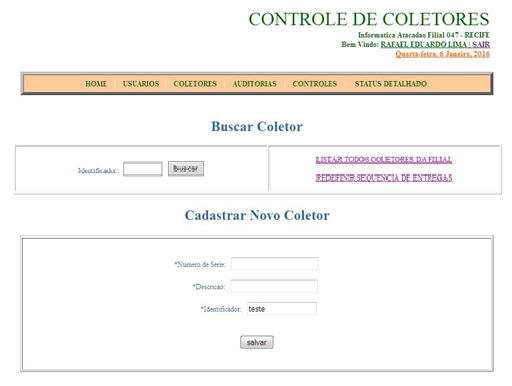 CONTROLE DE COLETORES
Informatica Atacadao Filial 047 - RECIFE
Bem Vindo: RAFAEL EDUARDO LIMA | SAIR
Quarta-feira, 6 Janeiro, 2016
HOME | USUARIOS | COLETORES | AUDITORIAS | CONTROLES | STATUS DETALHADO
Buscar Coletor
Identificador: buscar
LISTAR TODOS COLETORES DA FILIAL
REDEFINIR SEQUENCIA DE ENTREGAS
Cadastrar Novo Coletor
*Numero de Serie:
*Descricao:
*Identificador: teste
salvar